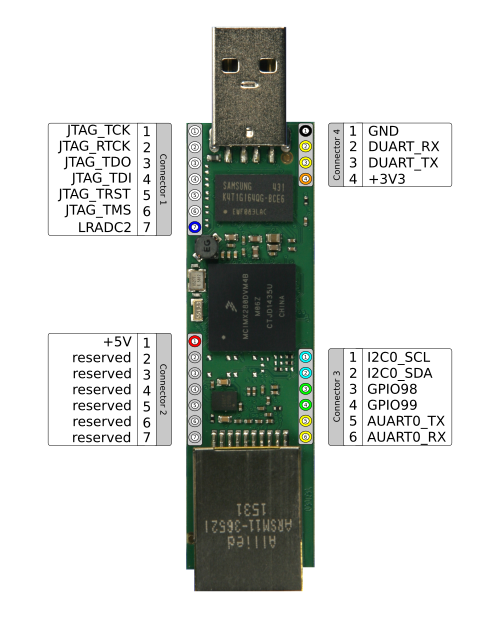 JTAG_TCK 1
JTAG_RTCK 2
JTAG_TDO 3
JTAG_TDI 4
JTAG_TRST 5
JTAG_TMS 6
LRADC2 7
Connector 1
Connector 4
1 GND
2 DUART_RX
3 DUART_TX
4 +3V3
SAMSUNG 431
K4T1G164QG-BCE6
MCIMX280DVM4B
M06Z
CTJD1435U
CHINA
+5V 1
reserved 2
reserved 3
reserved 4
reserved 5
reserved 6
reserved 7
Connector 2
Connector 3
1 I2C0_SCL
2 I2C0_SDA
3 GPIO98
4 GPIO99
5 AUART0_TX
6 AUART0_RX
Allied
ARSM11-36521
1531